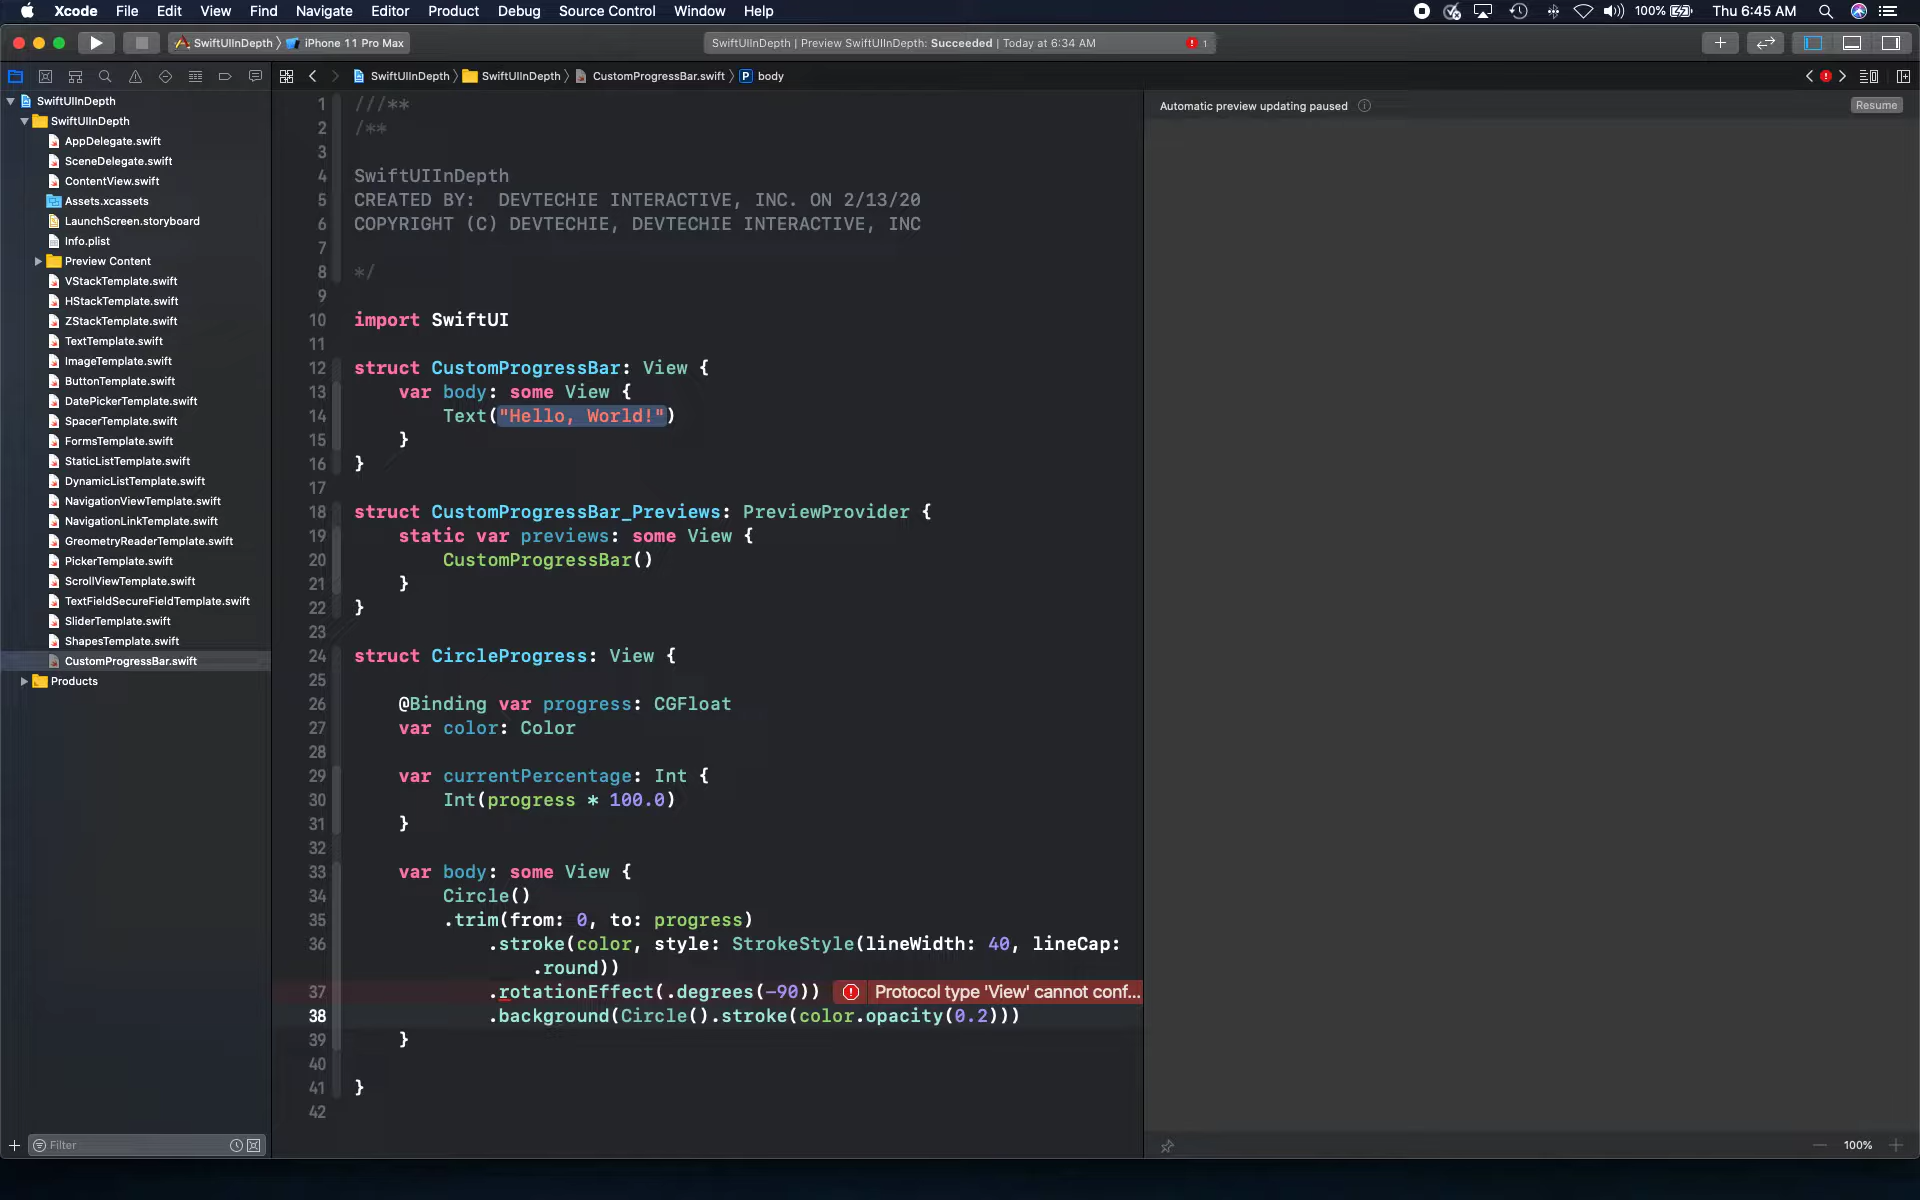 Xcode File Edit View Find Navigate Editor Product Debug Source Control Window Help 100% Thu 6:45 AM
SwiftUIInDepth iPhone 11 Pro Max SwiftUIInDepth | Preview SwiftUIInDepth: Succeeded | Today at 6:34 AM 1
SwiftUIInDepth SwiftUIInDepth CustomProgressBar.swift P body
Automatic preview updating paused Resume
SwiftUIInDepth
SwiftUIInDepth
AppDelegate.swift
SceneDelegate.swift
ContentView.swift
Assets.xcassets
LaunchScreen.storyboard
Info.plist
Preview Content
VStackTemplate.swift
HStackTemplate.swift
ZStackTemplate.swift
TextTemplate.swift
ImageTemplate.swift
ButtonTemplate.swift
DatePickerTemplate.swift
SpacerTemplate.swift
FormsTemplate.swift
StaticListTemplate.swift
DynamicListTemplate.swift
NavigationViewTemplate.swift
NavigationLinkTemplate.swift
GreometryReaderTemplate.swift
PickerTemplate.swift
ScrollViewTemplate.swift
TextFieldSecureFieldTemplate.swift
SliderTemplate.swift
ShapesTemplate.swift
CustomProgressBar.swift
Products
Filter
1 ///**
2 /**
3
4 SwiftUIInDepth
5 CREATED BY: DEVTECHIE INTERACTIVE, INC. ON 2/13/20
6 COPYRIGHT (C) DEVTECHIE, DEVTECHIE INTERACTIVE, INC
7
8 */
9
10 import SwiftUI
11
12 struct CustomProgressBar: View {
13 var body: some View {
14 Text("Hello, World!")
15 }
16 }
17
18 struct CustomProgressBar_Previews: PreviewProvider {
19 static var previews: some View {
20 CustomProgressBar()
21 }
22 }
23
24 struct CircleProgress: View {
25
26 @Binding var progress: CGFloat
27 var color: Color
28
29 var currentPercentage: Int {
30 Int(progress * 100.0)
31 }
32
33 var body: some View {
34 Circle()
35 .trim(from: 0, to: progress)
36 .stroke(color, style: StrokeStyle(lineWidth: 40, lineCap:
.round))
37 .rotationEffect(.degrees(-90)) Protocol type 'View' cannot conf...
38 .background(Circle().stroke(color.opacity(0.2)))
39 }
40
41 }
42
100%